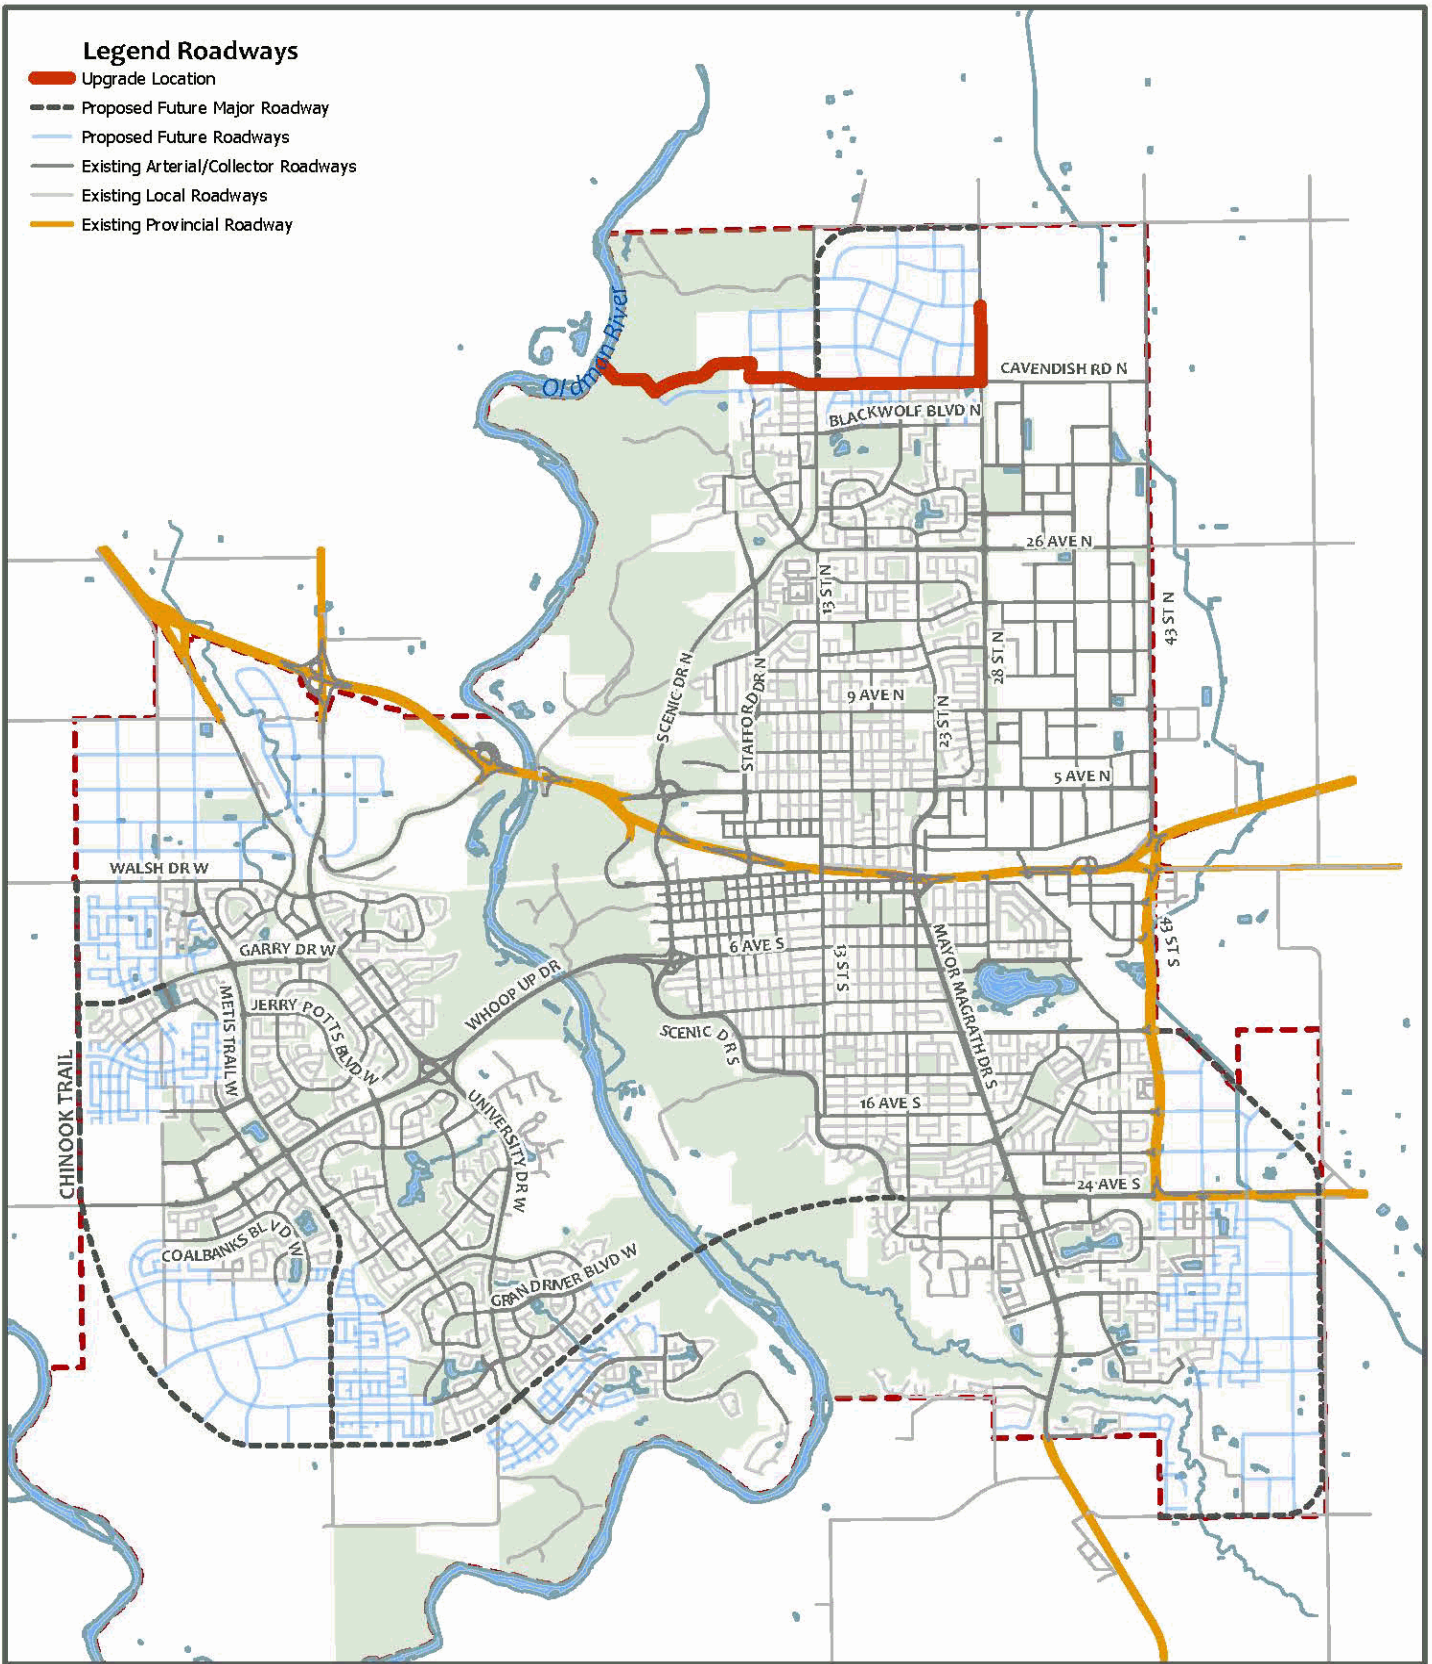 Legend Roadways
Upgrade Location
Proposed Future Major Roadway
Proposed Future Roadways
Existing Arterial/Collector Roadways
Existing Local Roadways
Existing Provincial Roadway
Oldman River
CAVENDISH RD N
BLACKWOLF BLVD N
26 AVE N
13 ST N
43 ST N
28 ST N
SCENIC DR N
STAFFORD DR N
9 AVE N
23 ST N
5 AVE N
WALSH DR W
GARRY DR W
6 AVE S
13 ST S
MAYOR MAGRATH DR S
43 ST S
METIS TRAIL W
JERRY POTTS BLVD W
WHOOP UP DR
SCENIC DR S
CHINOOK TRAIL
UNIVERSITY DR W
16 AVE S
24 AVE S
COALBANKS BLVD W
GRANDRIVER BLVD W